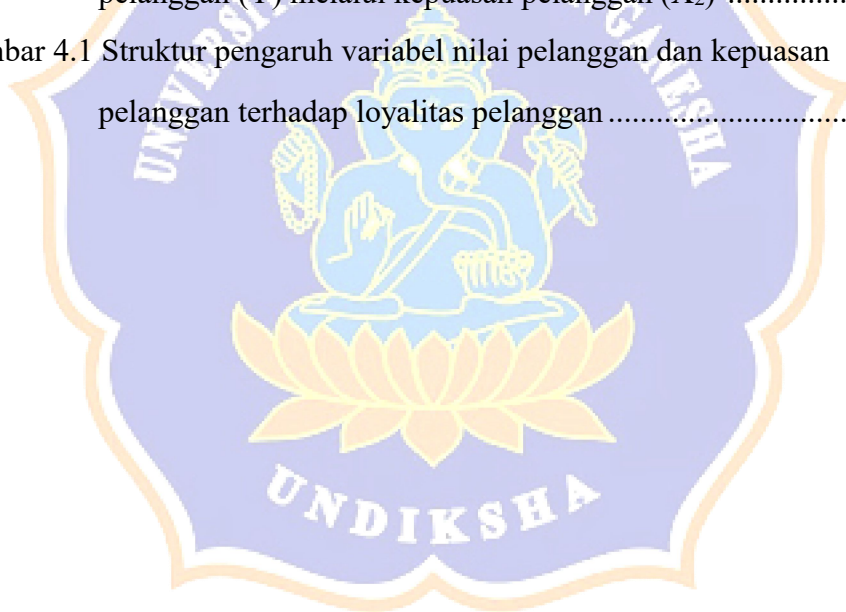 pelanggan (Y) melalui kepuasan pelanggan (X₂) ...............
mbar 4.1 Struktur pengaruh variabel nilai pelanggan dan kepuasan
pelanggan terhadap loyalitas pelanggan ..............................
UNDIKSHA